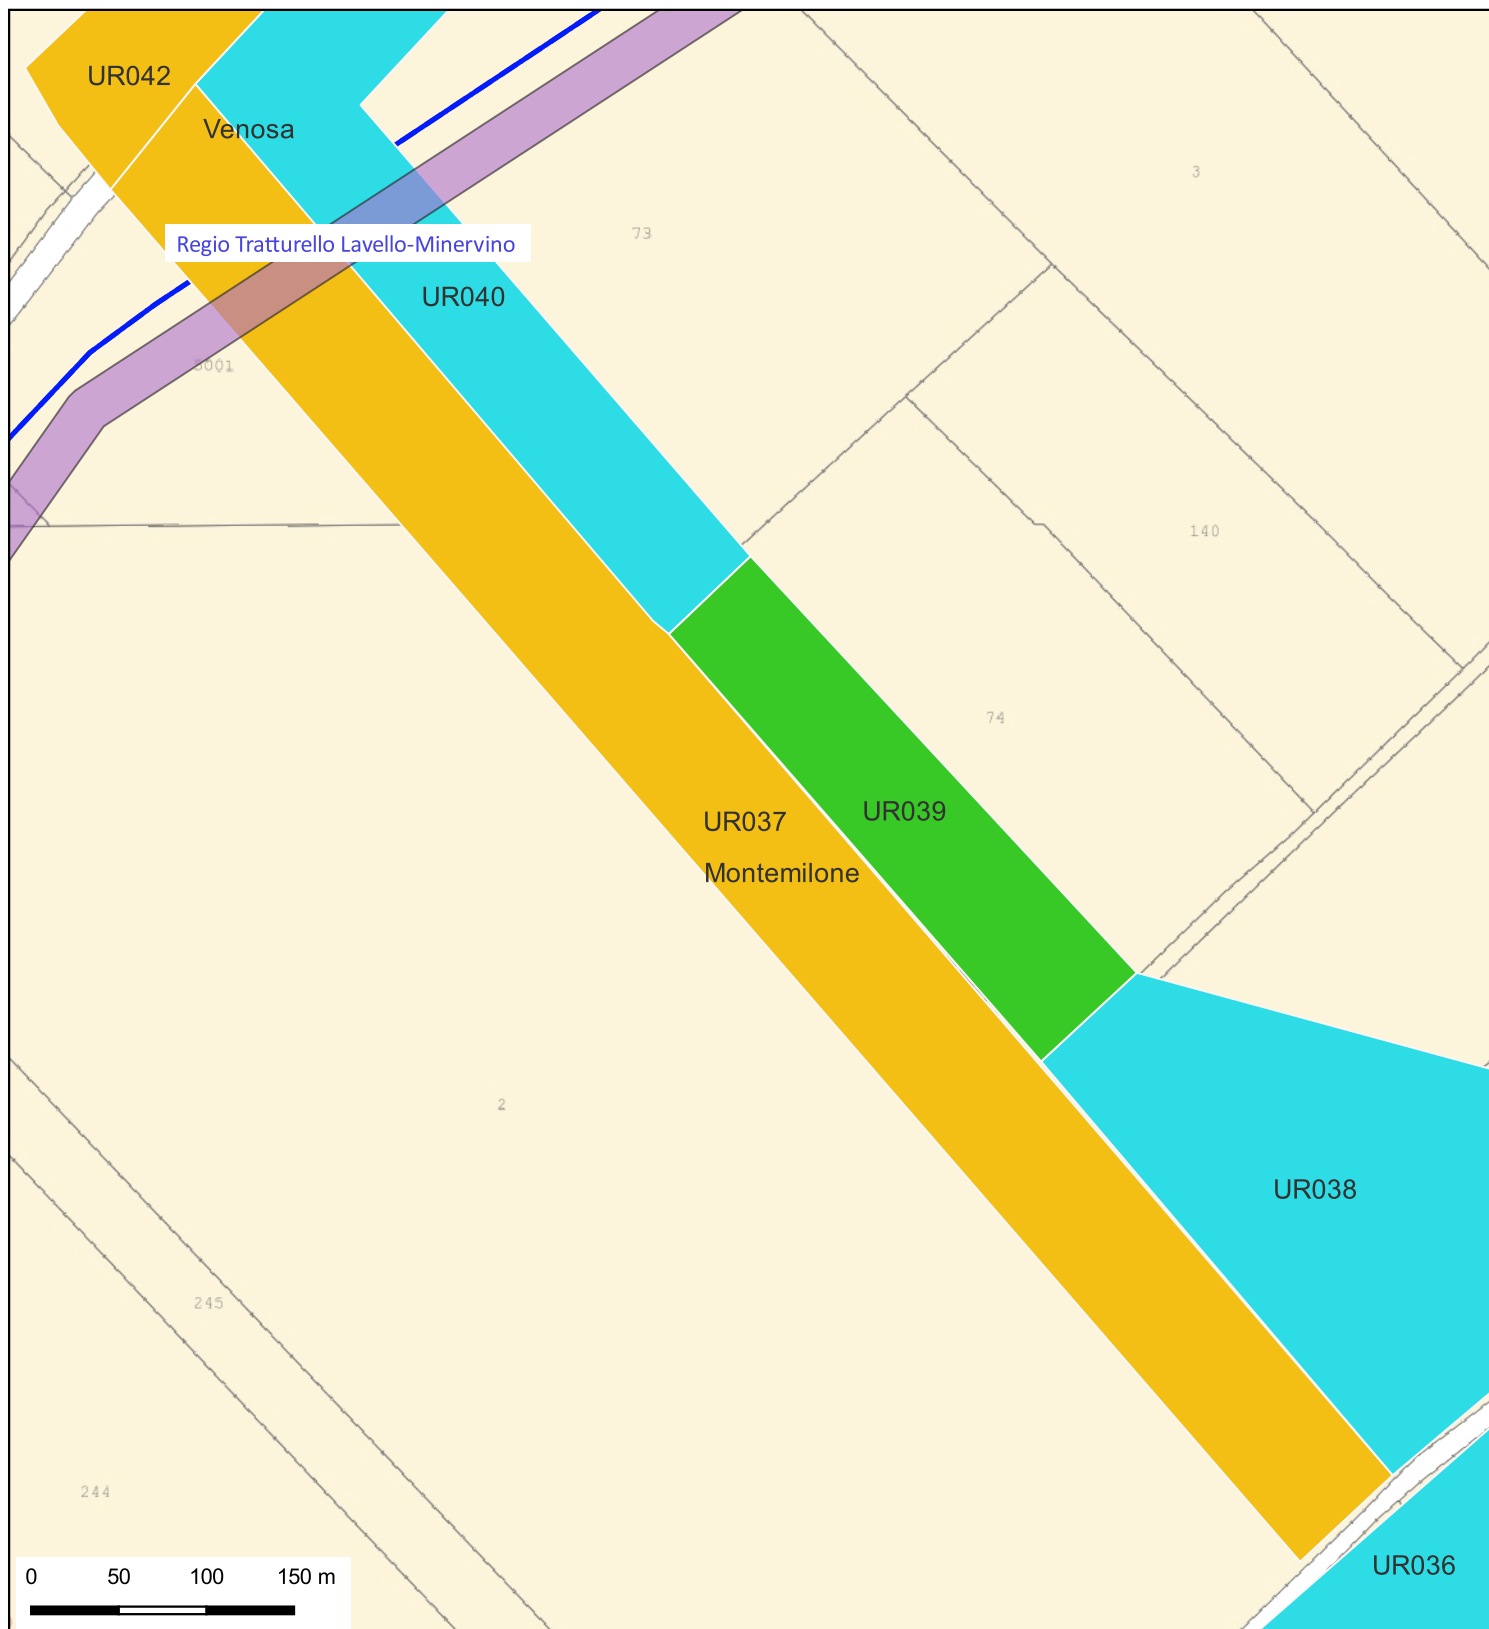 UR042
Venosa
3
73
Regio Tratturello Lavello-Minervino
UR040
8001
140
74
UR039
UR037
Montemilone
2
UR038
245
244
UR036
0 50 100 150 m